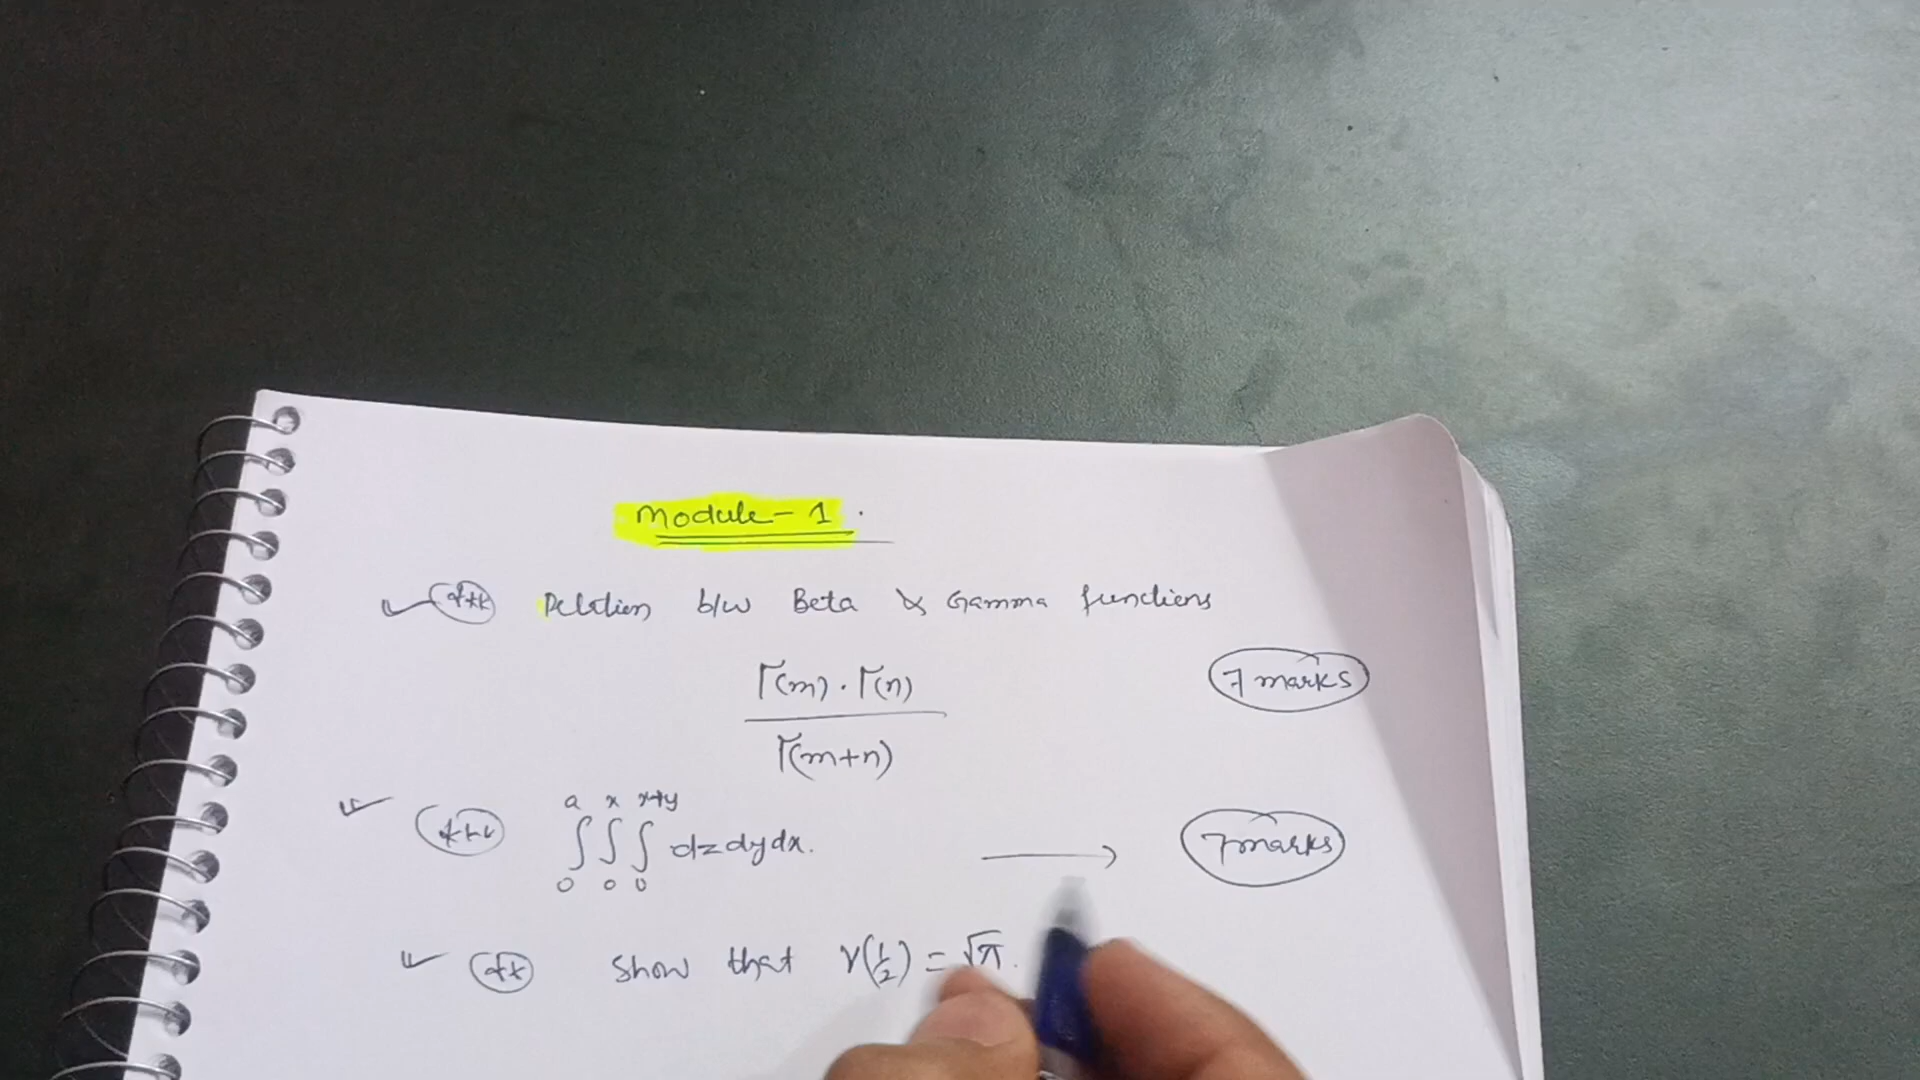 Module - 1
Relation b/w Beta & Gamma functions
Γ(m) . Γ(n)
7 marks
Γ(m+n)
a x x+y
∫ ∫ ∫ dz dy dx.
→ 7 marks
0 0 0
Show that γ(1/2) = √π.